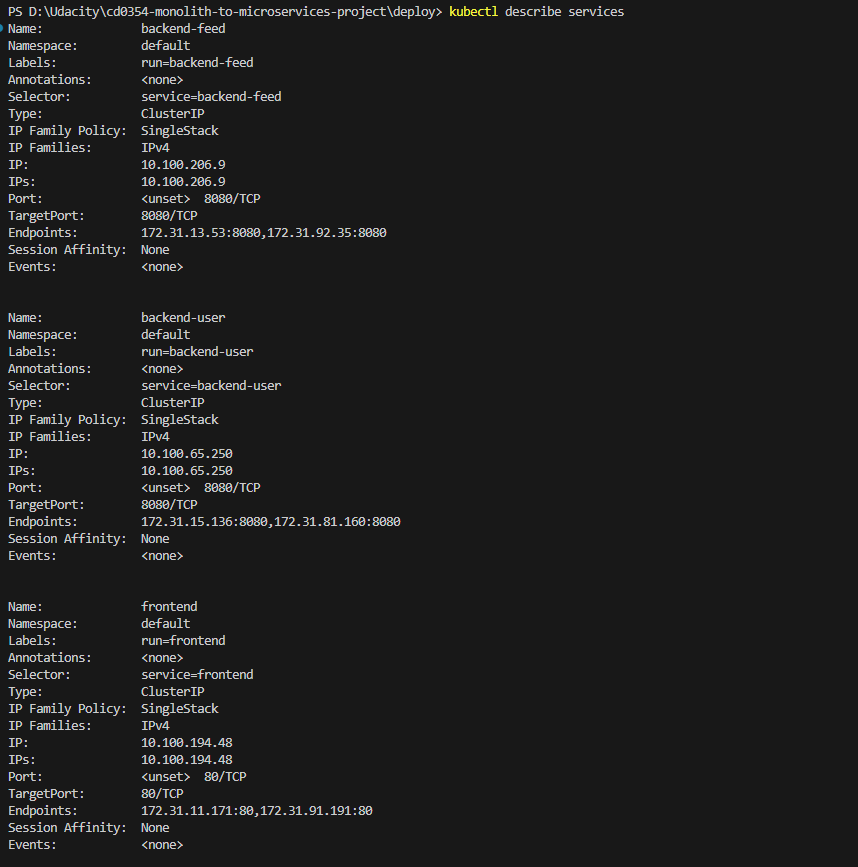 PS D:\Udacity\cd0354-monolith-to-microservices-project\deploy> kubectl describe services
Name:              backend-feed
Namespace:         default
Labels:            run=backend-feed
Annotations:       <none>
Selector:          service=backend-feed
Type:              ClusterIP
IP Family Policy:  SingleStack
IP Families:       IPv4
IP:                10.100.206.9
IPs:               10.100.206.9
Port:              <unset>  8080/TCP
TargetPort:        8080/TCP
Endpoints:         172.31.13.53:8080,172.31.92.35:8080
Session Affinity:  None
Events:            <none>
Name:              backend-user
Namespace:         default
Labels:            run=backend-user
Annotations:       <none>
Selector:          service=backend-user
Type:              ClusterIP
IP Family Policy:  SingleStack
IP Families:       IPv4
IP:                10.100.65.250
IPs:               10.100.65.250
Port:              <unset>  8080/TCP
TargetPort:        8080/TCP
Endpoints:         172.31.15.136:8080,172.31.81.160:8080
Session Affinity:  None
Events:            <none>
Name:              frontend
Namespace:         default
Labels:            run=frontend
Annotations:       <none>
Selector:          service=frontend
Type:              ClusterIP
IP Family Policy:  SingleStack
IP Families:       IPv4
IP:                10.100.194.48
IPs:               10.100.194.48
Port:              <unset>  80/TCP
TargetPort:        80/TCP
Endpoints:         172.31.11.171:80,172.31.91.191:80
Session Affinity:  None
Events:            <none>